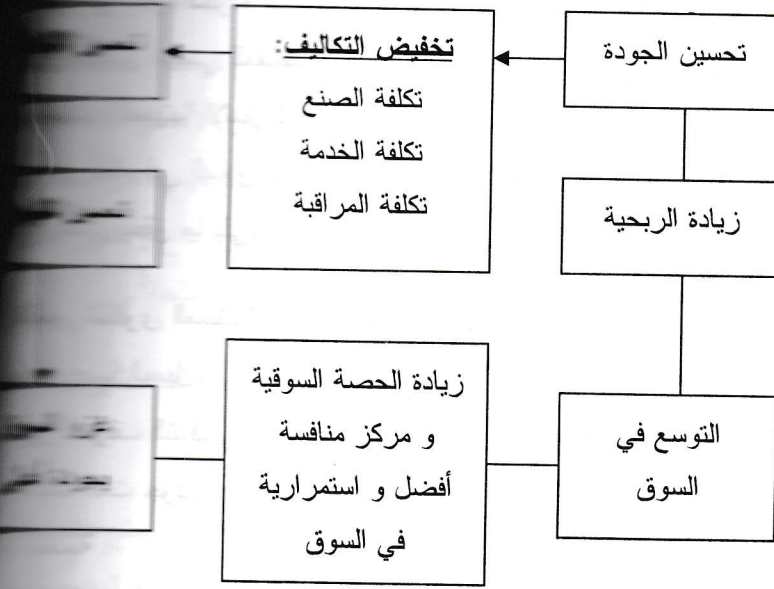 تحسين الجودة
تخفيض التكاليف:
تكلفة الصنع
تكلفة الخدمة
تكلفة المراقبة
زيادة الربحية
التوسع في
السوق
زيادة الحصة السوقية
و مركز منافسة
أفضل و استمرارية
في السوق